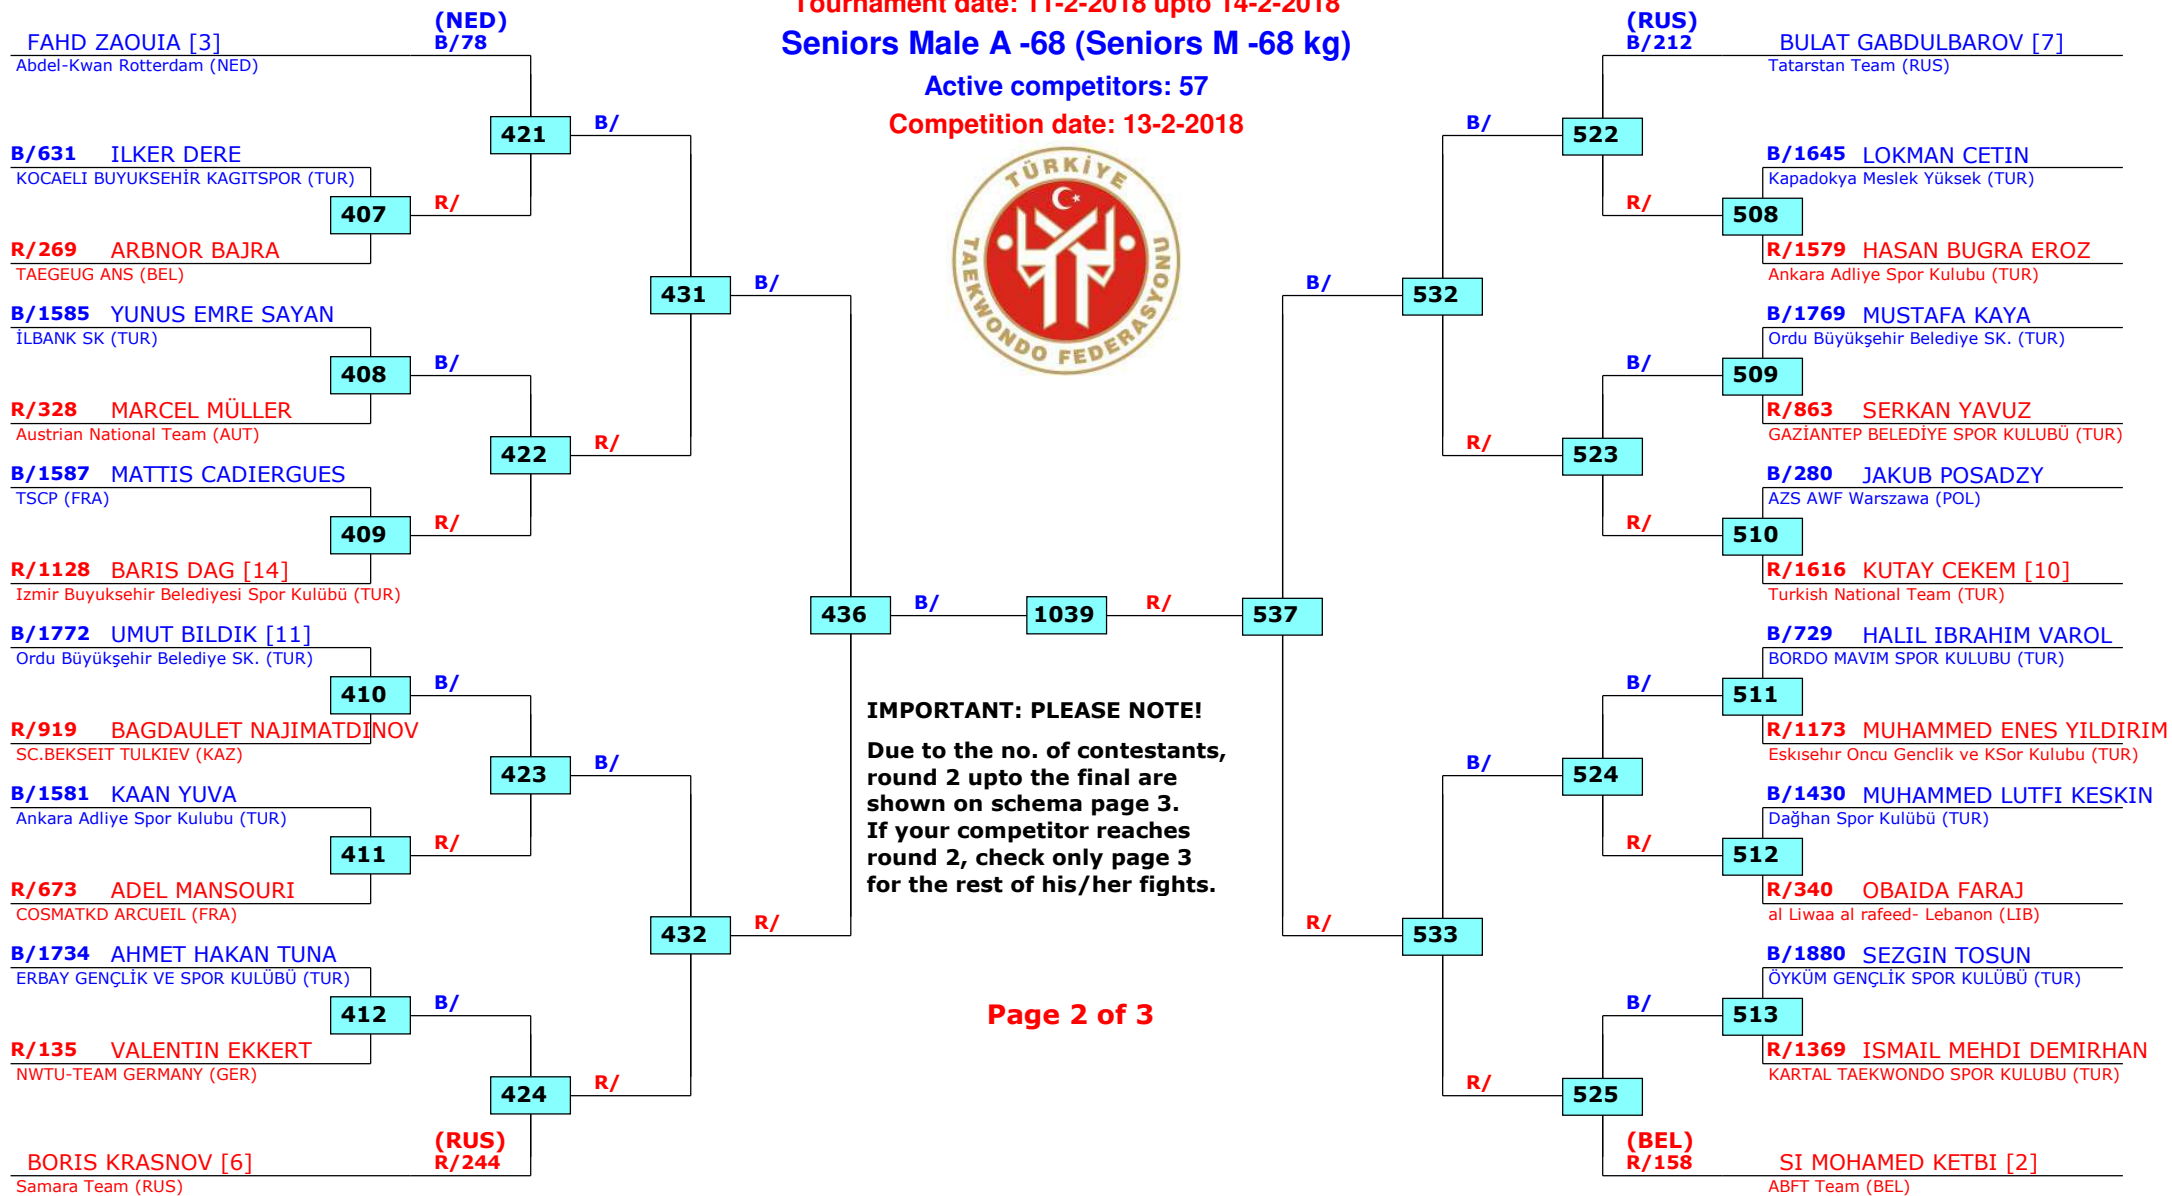 Tournament date: 11-2-2018 upto 14-2-2018
Seniors Male A -68 (Seniors M -68 kg)
Active competitors: 57
Competition date: 13-2-2018
TÜRKİYE
TAEKWONDO FEDERASYONU
(NED)
FAHD ZAOUIA [3] B/78
Abdel-Kwan Rotterdam (NED)
421 B/
B/631 ILKER DERE
KOCAELI BUYUKSEHİR KAGITSPOR (TUR)
407 R/
R/269 ARBNOR BAJRA
TAEGEUG ANS (BEL)
431 B/
B/1585 YUNUS EMRE SAYAN
İLBANK SK (TUR)
408 B/
R/328 MARCEL MÜLLER
Austrian National Team (AUT)
422 R/
B/1587 MATTIS CADIERGUES
TSCP (FRA)
409 R/
R/1128 BARIS DAG [14]
Izmir Buyuksehir Belediyesi Spor Kulübü (TUR)
436 B/ 1039 R/ 537
B/1772 UMUT BILDIK [11]
Ordu Büyükşehir Belediye SK. (TUR)
410 B/
R/919 BAGDAULET NAJIMATDINOV
SC.BEKSEIT TULKIEV (KAZ)
423 B/
B/1581 KAAN YUVA
Ankara Adliye Spor Kulubu (TUR)
411 R/
R/673 ADEL MANSOURI
COSMATKD ARCUEIL (FRA)
432 R/
B/1734 AHMET HAKAN TUNA
ERBAY GENÇLİK VE SPOR KULÜBÜ (TUR)
412 B/
R/135 VALENTIN EKKERT
NWTU-TEAM GERMANY (GER)
424 R/
(RUS)
BORIS KRASNOV [6] R/244
Samara Team (RUS)
IMPORTANT: PLEASE NOTE!
Due to the no. of contestants,
round 2 upto the final are
shown on schema page 3.
If your competitor reaches
round 2, check only page 3
for the rest of his/her fights.
Page 2 of 3
(RUS)
B/212 BULAT GABDULBAROV [7]
Tatarstan Team (RUS)
B/ 522
B/1645 LOKMAN CETIN
Kapadokya Meslek Yüksek (TUR)
R/ 508
R/1579 HASAN BUGRA EROZ
Ankara Adliye Spor Kulubu (TUR)
B/ 532
B/1769 MUSTAFA KAYA
Ordu Büyükşehir Belediye SK. (TUR)
B/ 509
R/863 SERKAN YAVUZ
GAZİANTEP BELEDİYE SPOR KULUBÜ (TUR)
R/ 523
B/280 JAKUB POSADZY
AZS AWF Warszawa (POL)
R/ 510
R/1616 KUTAY CEKEM [10]
Turkish National Team (TUR)
B/729 HALIL IBRAHIM VAROL
BORDO MAVIM SPOR KULUBU (TUR)
B/ 511
R/1173 MUHAMMED ENES YILDIRIM
Eskısehır Oncu Genclik ve KSor Kulubu (TUR)
B/ 524
B/1430 MUHAMMED LUTFI KESKIN
Dağhan Spor Kulübü (TUR)
R/ 512
R/340 OBAIDA FARAJ
al Liwaa al rafeed- Lebanon (LIB)
R/ 533
B/1880 SEZGIN TOSUN
ÖYKÜM GENÇLİK SPOR KULÜBÜ (TUR)
B/ 513
R/1369 ISMAIL MEHDI DEMIRHAN
KARTAL TAEKWONDO SPOR KULUBU (TUR)
R/ 525
(BEL)
R/158 SI MOHAMED KETBI [2]
ABFT Team (BEL)